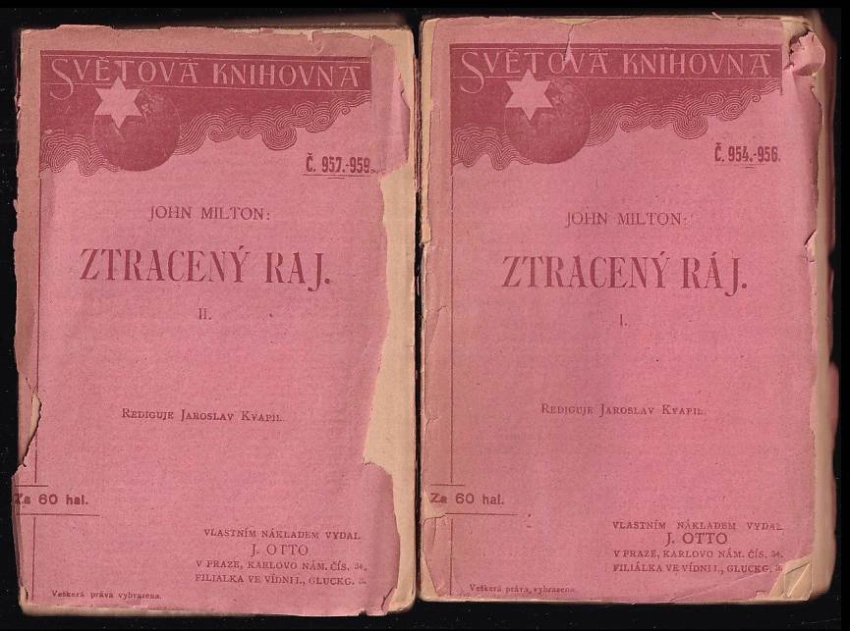 SVĚTOVÁ KNIHOVNA
Č. 957.-959.
JOHN MILTON:
ZTRACENÝ RAJ.
II.
REDIGUJE JAROSLAV KVAPIL.
Za 60 hal.
VLASTNÍM NÁKLADEM VYDAL
J. OTTO
V PRAZE, KARLOVO NÁM. ČÍS. 34.
FILIÁLKA VE VÍDNI I., GLUCKG.
Veškerá práva vyhrazena.
SVĚTOVÁ KNIHOVNA
Č. 954.-956.
JOHN MILTON:
ZTRACENÝ RÁJ.
I.
REDIGUJE JAROSLAV KVAPIL.
Za 60 hal.
VLASTNÍM NÁKLADEM VYDAL
J. OTTO
V PRAZE, KARLOVO NÁM. ČÍS. 34.
FILIÁLKA VE VÍDNI I., GLUCKG.
Veškerá práva vyhrazena.